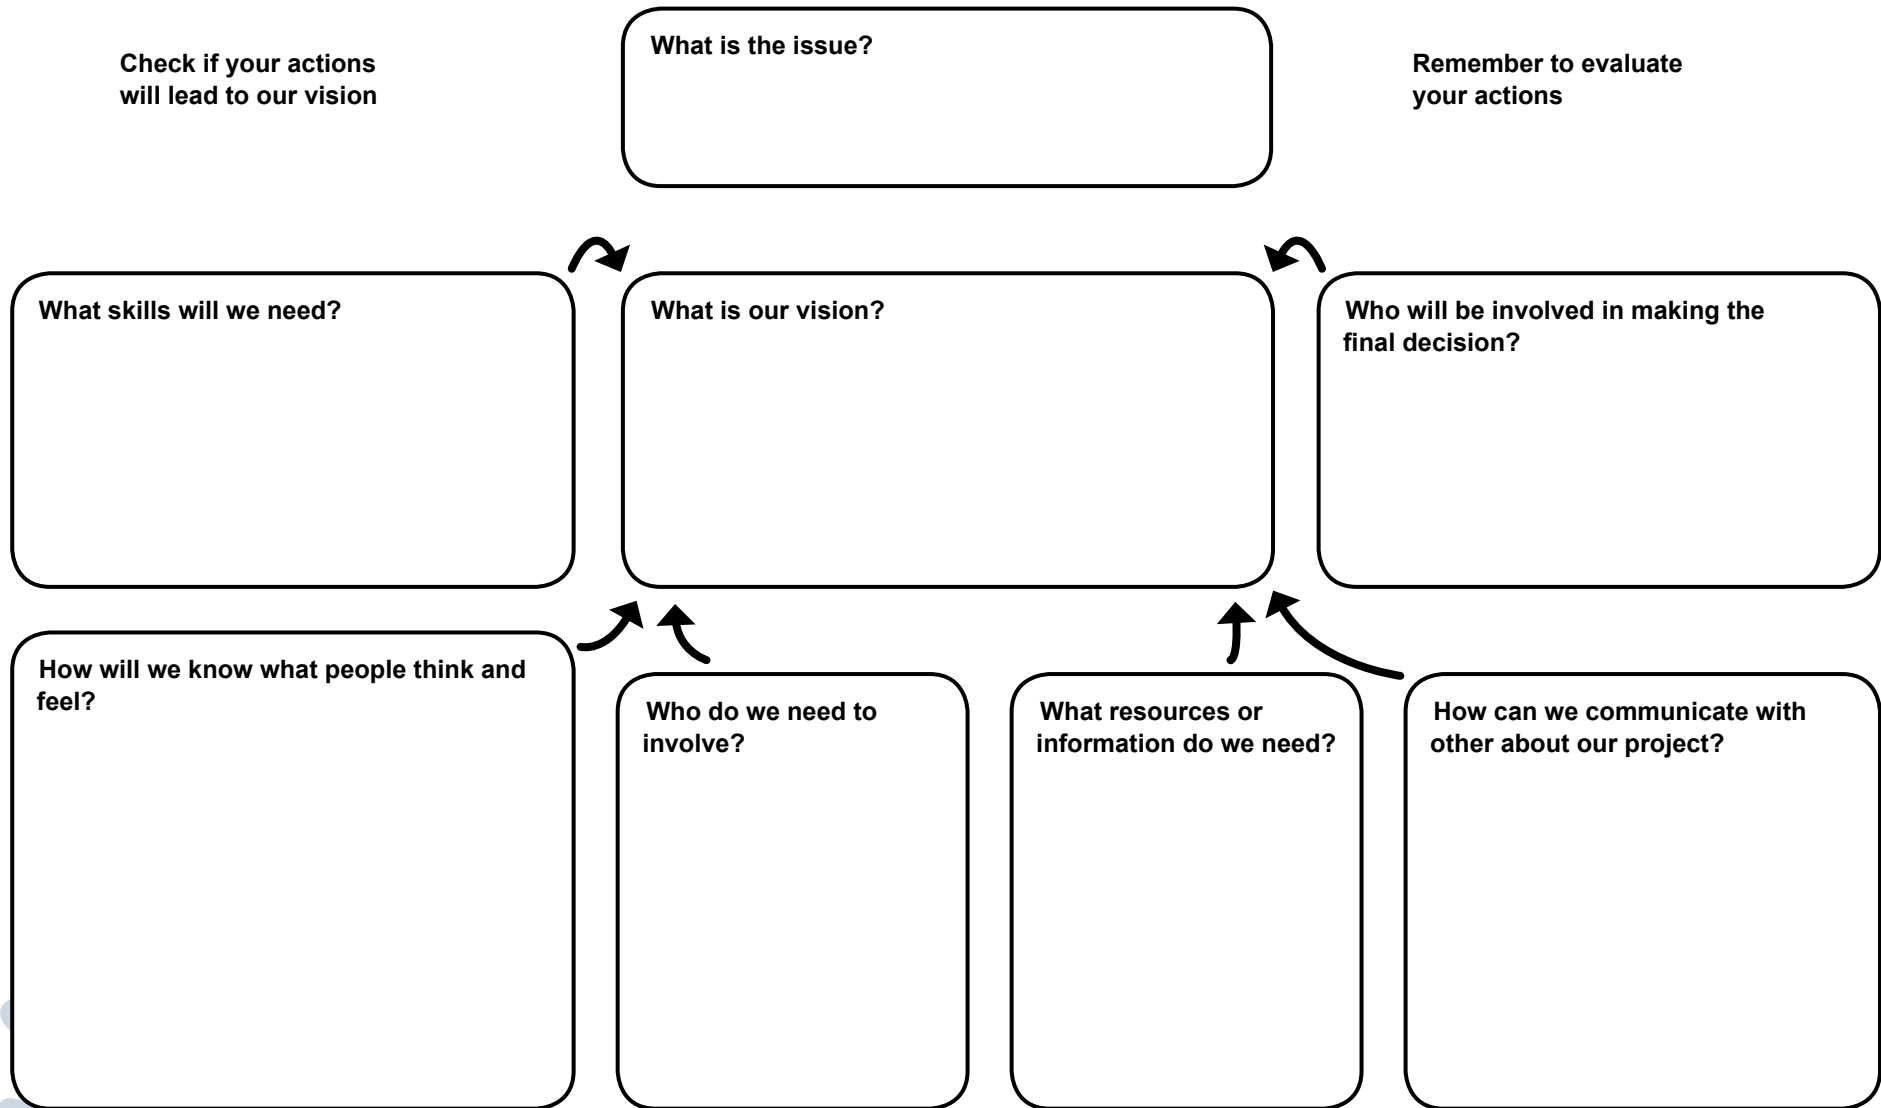 Check if your actions
will lead to our vision
What is the issue?
Remember to evaluate
your actions
What skills will we need?
What is our vision?
Who will be involved in making the
final decision?
How will we know what people think and
feel?
Who do we need to
involve?
What resources or
information do we need?
How can we communicate with
other about our project?